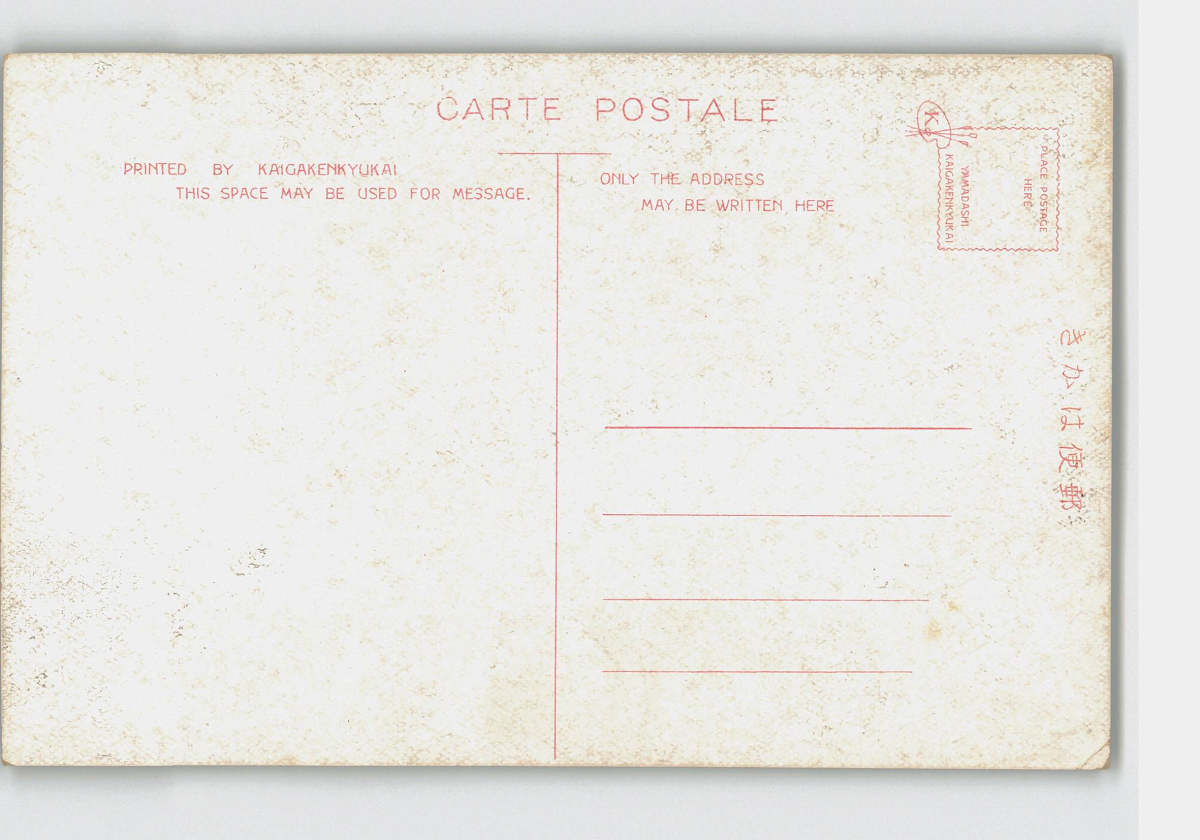 CARTE POSTALE
PRINTED BY KAIGAKENKYUKAI
THIS SPACE MAY BE USED FOR MESSAGE.
ONLY THE ADDRESS
MAY BE WRITTEN HERE
K
PLACE POSTAGE
HERE
YAMADASHI
KAIGAKENKYUKAI
きかは便郵